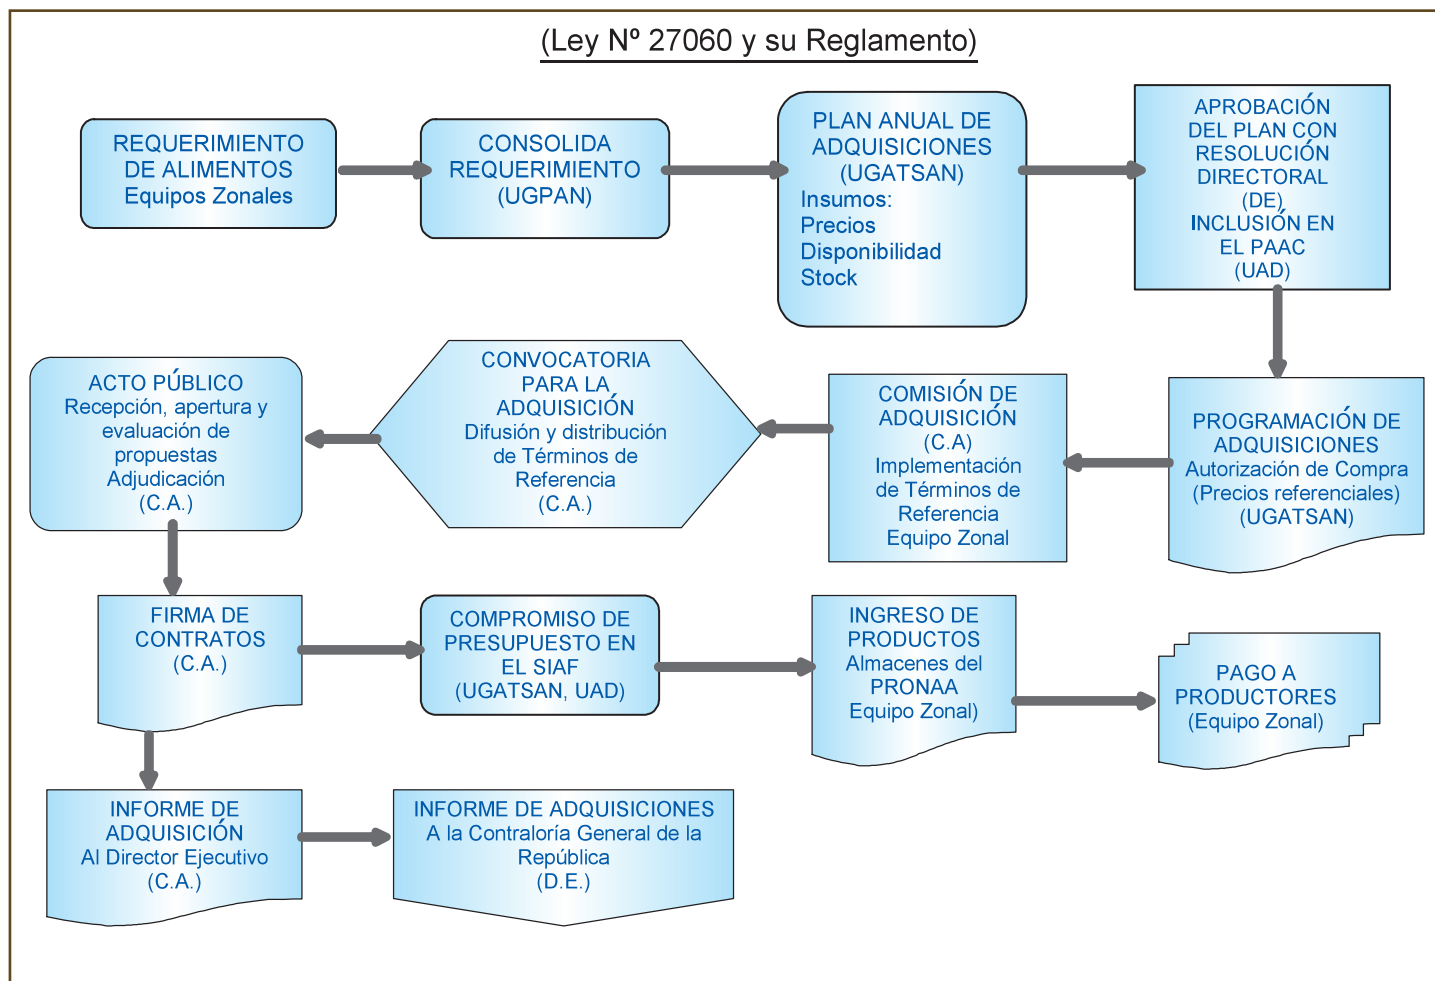 (Ley Nº 27060 y su Reglamento)
REQUERIMIENTO
DE ALIMENTOS
Equipos Zonales
CONSOLIDA
REQUERIMIENTO
(UGPAN)
PLAN ANUAL DE
ADQUISICIONES
(UGATSAN)
Insumos:
Precios
Disponibilidad
Stock
APROBACIÓN
DEL PLAN CON
RESOLUCIÓN
DIRECTORAL
(DE)
INCLUSIÓN EN
EL PAAC
(UAD)
PROGRAMACIÓN DE
ADQUISICIONES
Autorización de Compra
(Precios referenciales)
(UGATSAN)
COMISIÓN DE
ADQUISICIÓN
(C.A)
Implementación
de Términos de
Referencia
Equipo Zonal
CONVOCATORIA
PARA LA
ADQUISICIÓN
Difusión y distribución
de Términos de
Referencia
(C.A.)
ACTO PÚBLICO
Recepción, apertura y
evaluación de
propuestas
Adjudicación
(C.A.)
FIRMA DE
CONTRATOS
(C.A.)
COMPROMISO DE
PRESUPUESTO EN
EL SIAF
(UGATSAN, UAD)
INGRESO DE
PRODUCTOS
Almacenes del
PRONAA
Equipo Zonal)
PAGO A
PRODUCTORES
(Equipo Zonal)
INFORME DE
ADQUISICIÓN
Al Director Ejecutivo
(C.A.)
INFORME DE ADQUISICIONES
A la Contraloría General de la
República
(D.E.)